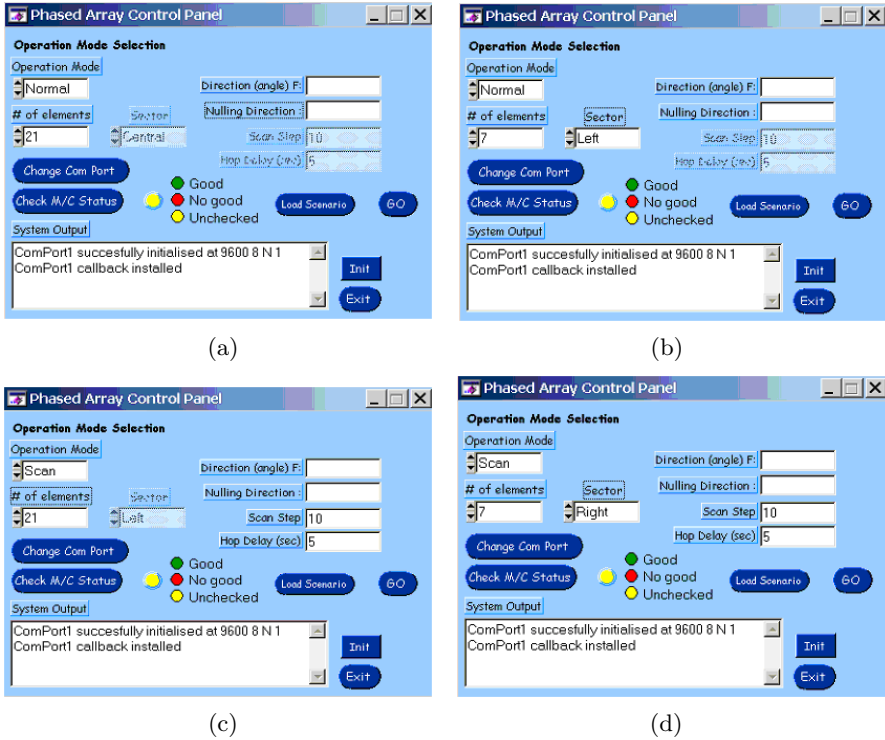 Phased Array Control Panel
Operation Mode Selection
Operation Mode
Normal
Direction (angle) F:
# of elements
Sector
Nulling Direction :
21
Central
Scan Step
10
Hop Delay (sec)
5
Change Com Port
Check M/C Status
Good
No good
Unchecked
Load Scenario
GO
System Output
ComPort1 succesfully initialised at 9600 8 N 1
ComPort1 callback installed
Init
Exit
(a)
Phased Array Control Panel
Operation Mode Selection
Operation Mode
Normal
Direction (angle) F:
# of elements
Sector
Nulling Direction :
7
Left
Scan Step
10
Hop Delay (sec)
5
Change Com Port
Check M/C Status
Good
No good
Unchecked
Load Scenario
GO
System Output
ComPort1 succesfully initialised at 9600 8 N 1
ComPort1 callback installed
Init
Exit
(b)
Phased Array Control Panel
Operation Mode Selection
Operation Mode
Scan
Direction (angle) F:
# of elements
Sector
Nulling Direction :
21
Left
Scan Step
10
Hop Delay (sec)
5
Change Com Port
Check M/C Status
Good
No good
Unchecked
Load Scenario
GO
System Output
ComPort1 succesfully initialised at 9600 8 N 1
ComPort1 callback installed
Init
Exit
(c)
Phased Array Control Panel
Operation Mode Selection
Operation Mode
Scan
Direction (angle) F:
# of elements
Sector
Nulling Direction :
7
Right
Scan Step
10
Hop Delay (sec)
5
Change Com Port
Check M/C Status
Good
No good
Unchecked
Load Scenario
GO
System Output
ComPort1 succesfully initialised at 9600 8 N 1
ComPort1 callback installed
Init
Exit
(d)